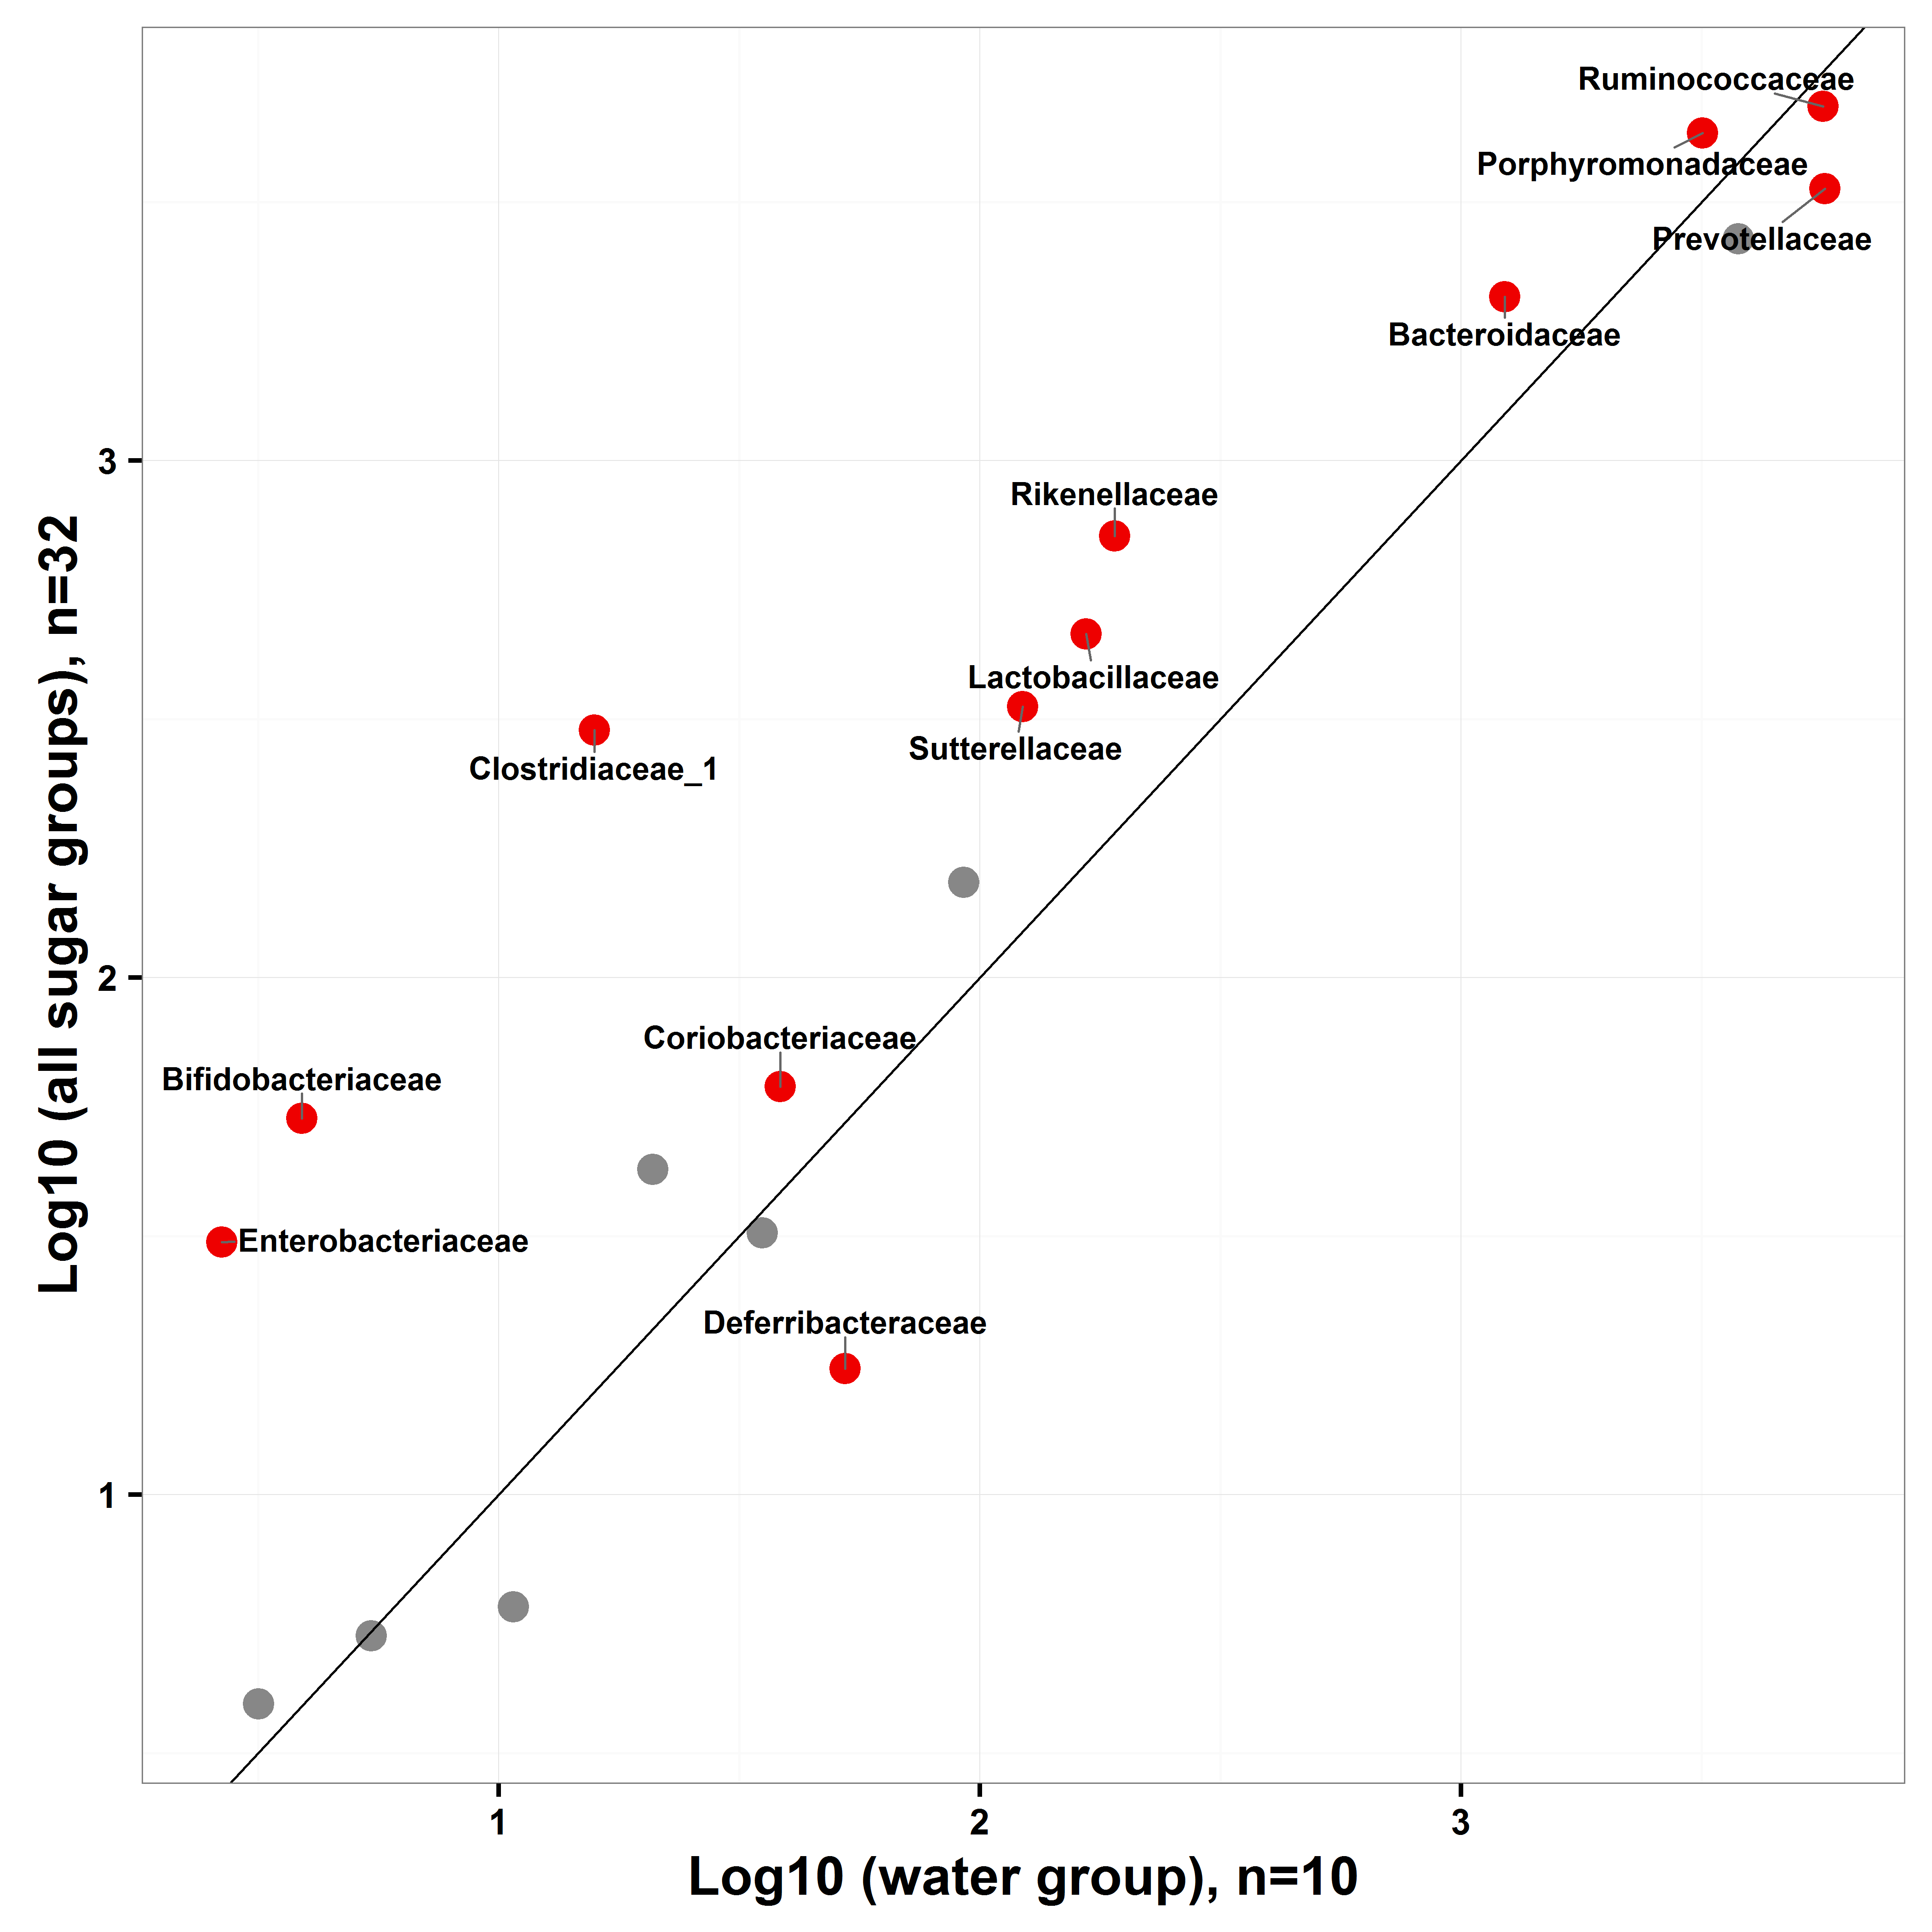 Ruminococcaceae
Porphyromonadaceae
Prevotellaceae
Bacteroidaceae
3
Rikenellaceae
Lactobacillaceae
Sutterellaceae
Clostridiaceae_1
Log10 (all sugar groups), n=32
2
Coriobacteriaceae
Bifidobacteriaceae
Enterobacteriaceae
Deferribacteraceae
1
1 2 3
Log10 (water group), n=10